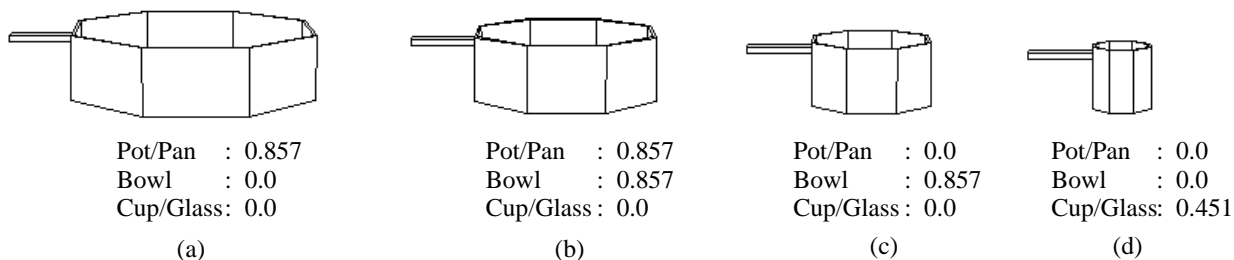 Pot/Pan : 0.857
Bowl : 0.0
Cup/Glass: 0.0
(a)
Pot/Pan : 0.857
Bowl : 0.857
Cup/Glass : 0.0
(b)
Pot/Pan : 0.0
Bowl : 0.857
Cup/Glass : 0.0
(c)
Pot/Pan : 0.0
Bowl : 0.0
Cup/Glass: 0.451
(d)